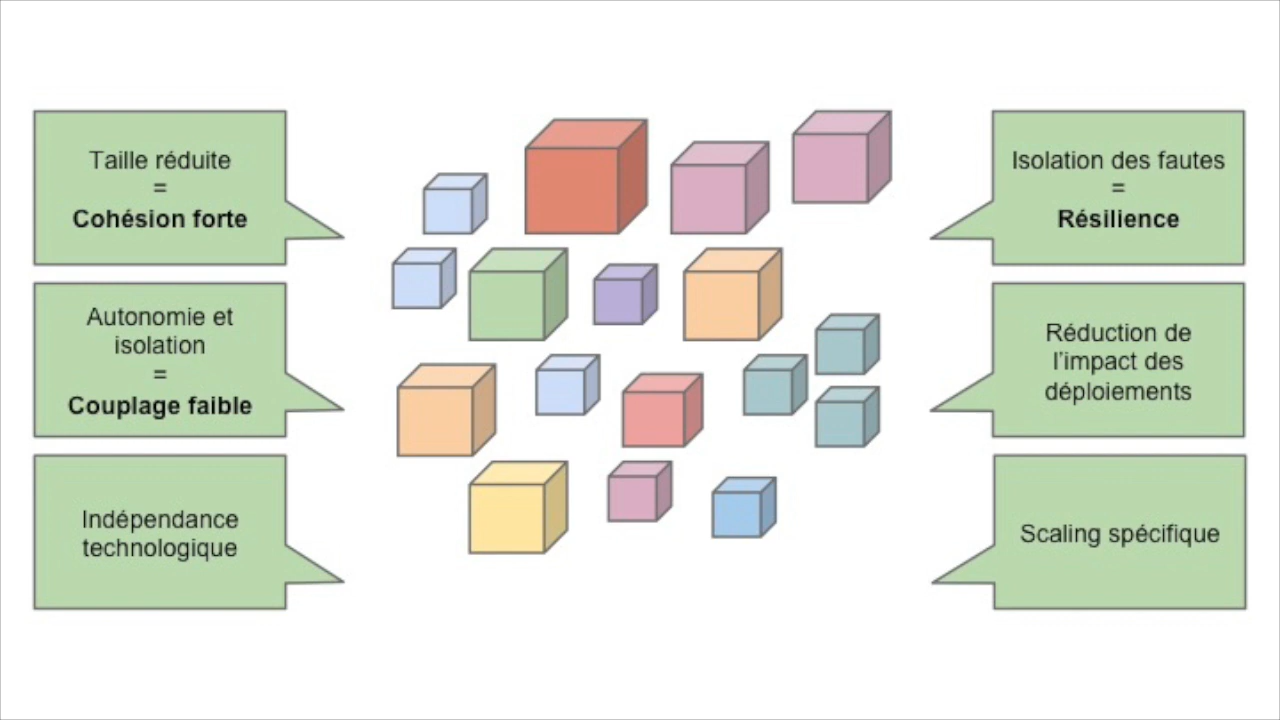 Taille réduite
=
Cohésion forte
Autonomie et
isolation
=
Couplage faible
Indépendance
technologique
Isolation des fautes
=
Résilience
Réduction de
l'impact des
déploiements
Scaling spécifique